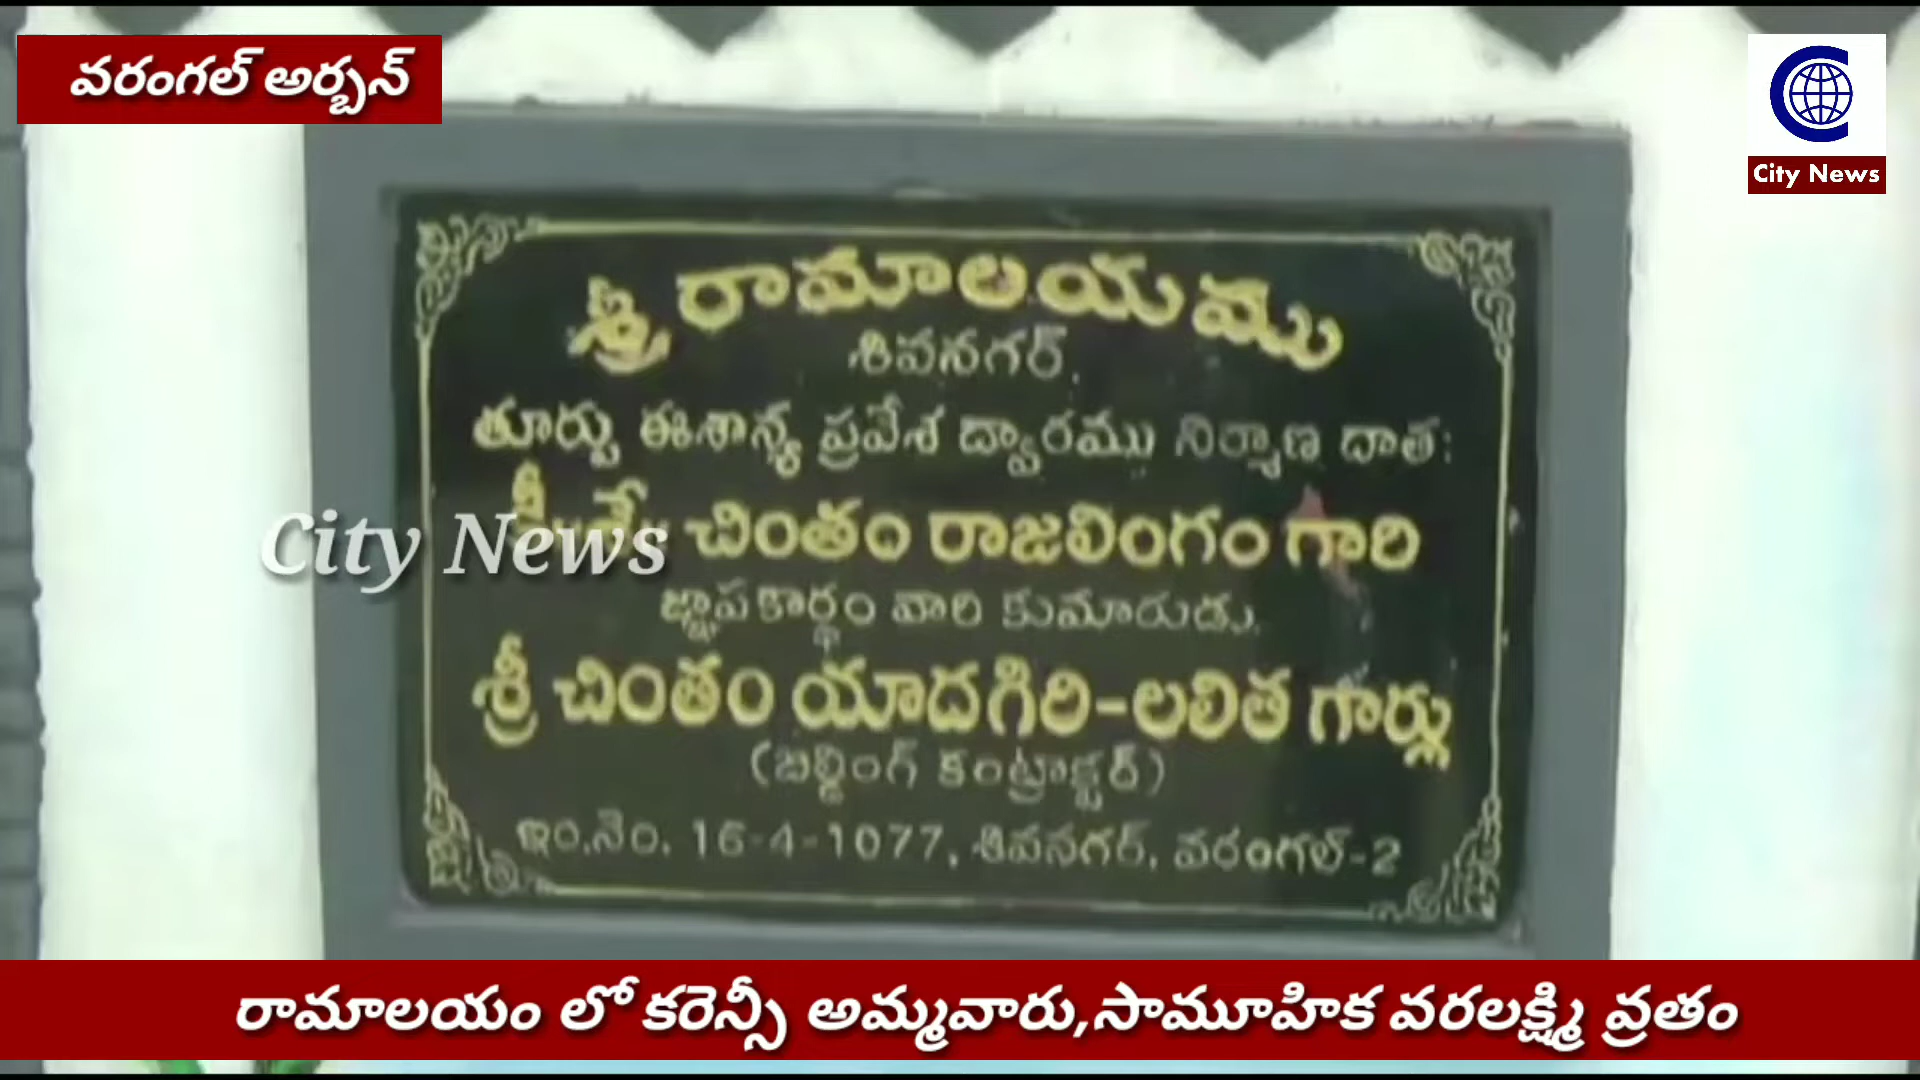 వరంగల్ అర్బన్
City News
శ్రీ రామాలయము
శివనగర్,
తూర్పు ఈశాన్య ప్రవేశ ద్వారము నిర్మాణ దాత:
చింతం రాజలింగం గారి
City News
జ్ఞాపకార్థం వారి కుమారుడు.
శ్రీ చింతం యాదగిరి-లలిత గార్లు
(బిల్డింగ్ కంట్రాక్టర్)
ఇం.నెం. 16-4-1077, శివనగర్, వరంగల్-2
రామాలయం లో కరెన్సీ అమ్మవారు,సామూహిక వరలక్ష్మి వ్రతం